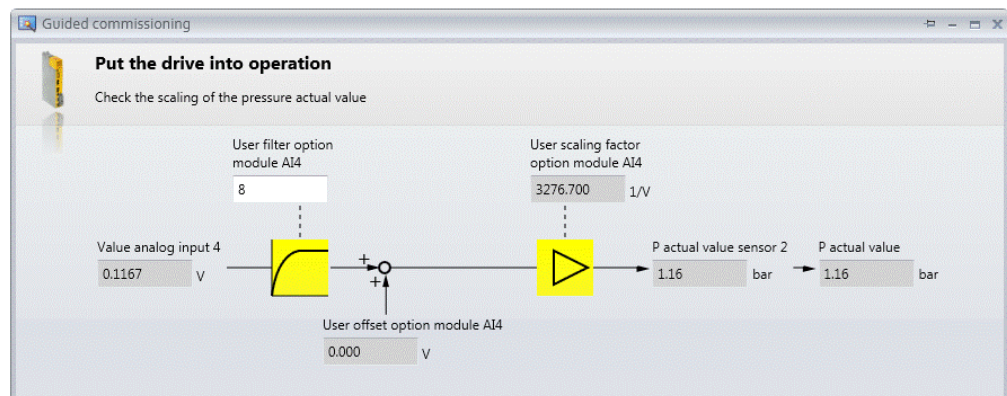 Guided commissioning
Put the drive into operation
Check the scaling of the pressure actual value
User filter option
module AI4
8
User scaling factor
option module AI4
3276.700 1/V
Value analog input 4
0.1167 V
+
+
P actual value sensor 2
1.16 bar
P actual value
1.16 bar
User offset option module AI4
0.000 V